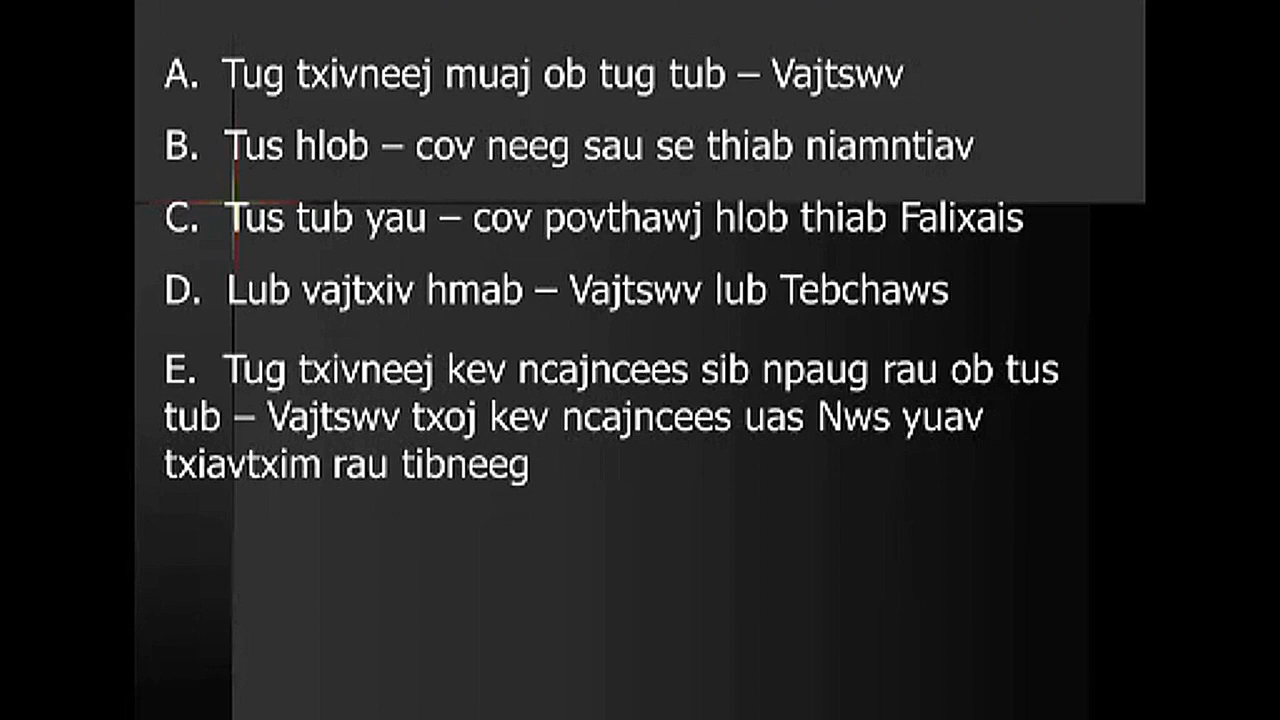 A. Tug txivneej muaj ob tug tub – Vajtswv
B. Tus hlob – cov neeg sau se thiab niamntiav
C. Tus tub yau – cov povthawj hlob thiab Falixais
D. Lub vajtxiv hmab – Vajtswv lub Tebchaws
E. Tug txivneej kev ncajncees sib npaug rau ob tus
tub – Vajtswv txoj kev ncajncees uas Nws yuav
txiavtxim rau tibneeg